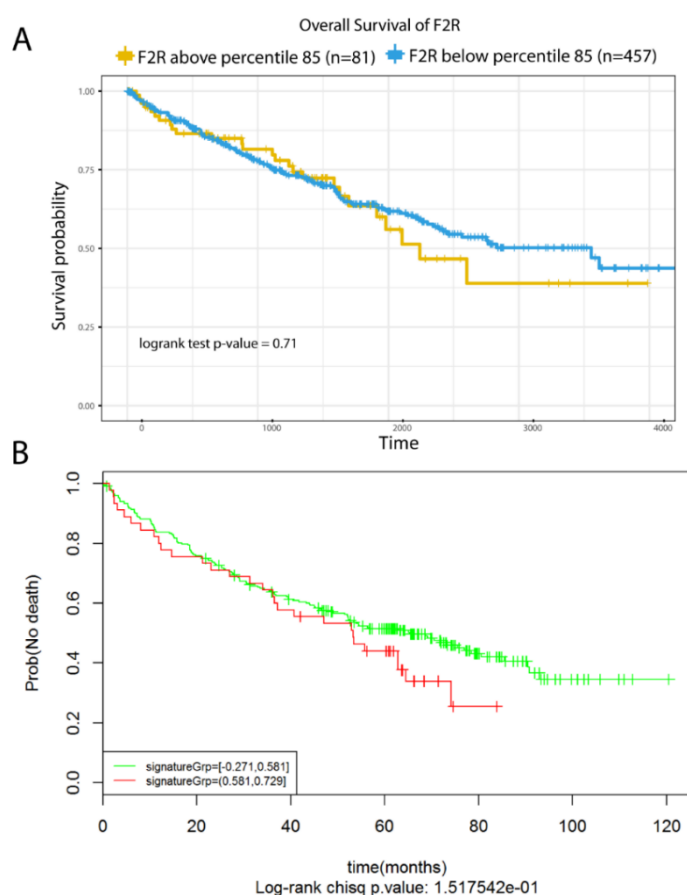 A
Overall Survival of F2R
F2R above percentile 85 (n=81) F2R below percentile 85 (n=457)
Survival probability
1.00
0.75
0.50
0.25
0.00
logrank test p-value = 0.71
0 1000 2000 3000 4000
Time
B
Prob(No death)
1.0
0.8
0.6
0.4
0.2
0.0
signatureGrp=[-0.271,0.581]
signatureGrp=(0.581,0.729]
0 20 40 60 80 100 120
time(months)
Log-rank chisq p.value: 1.517542e-01